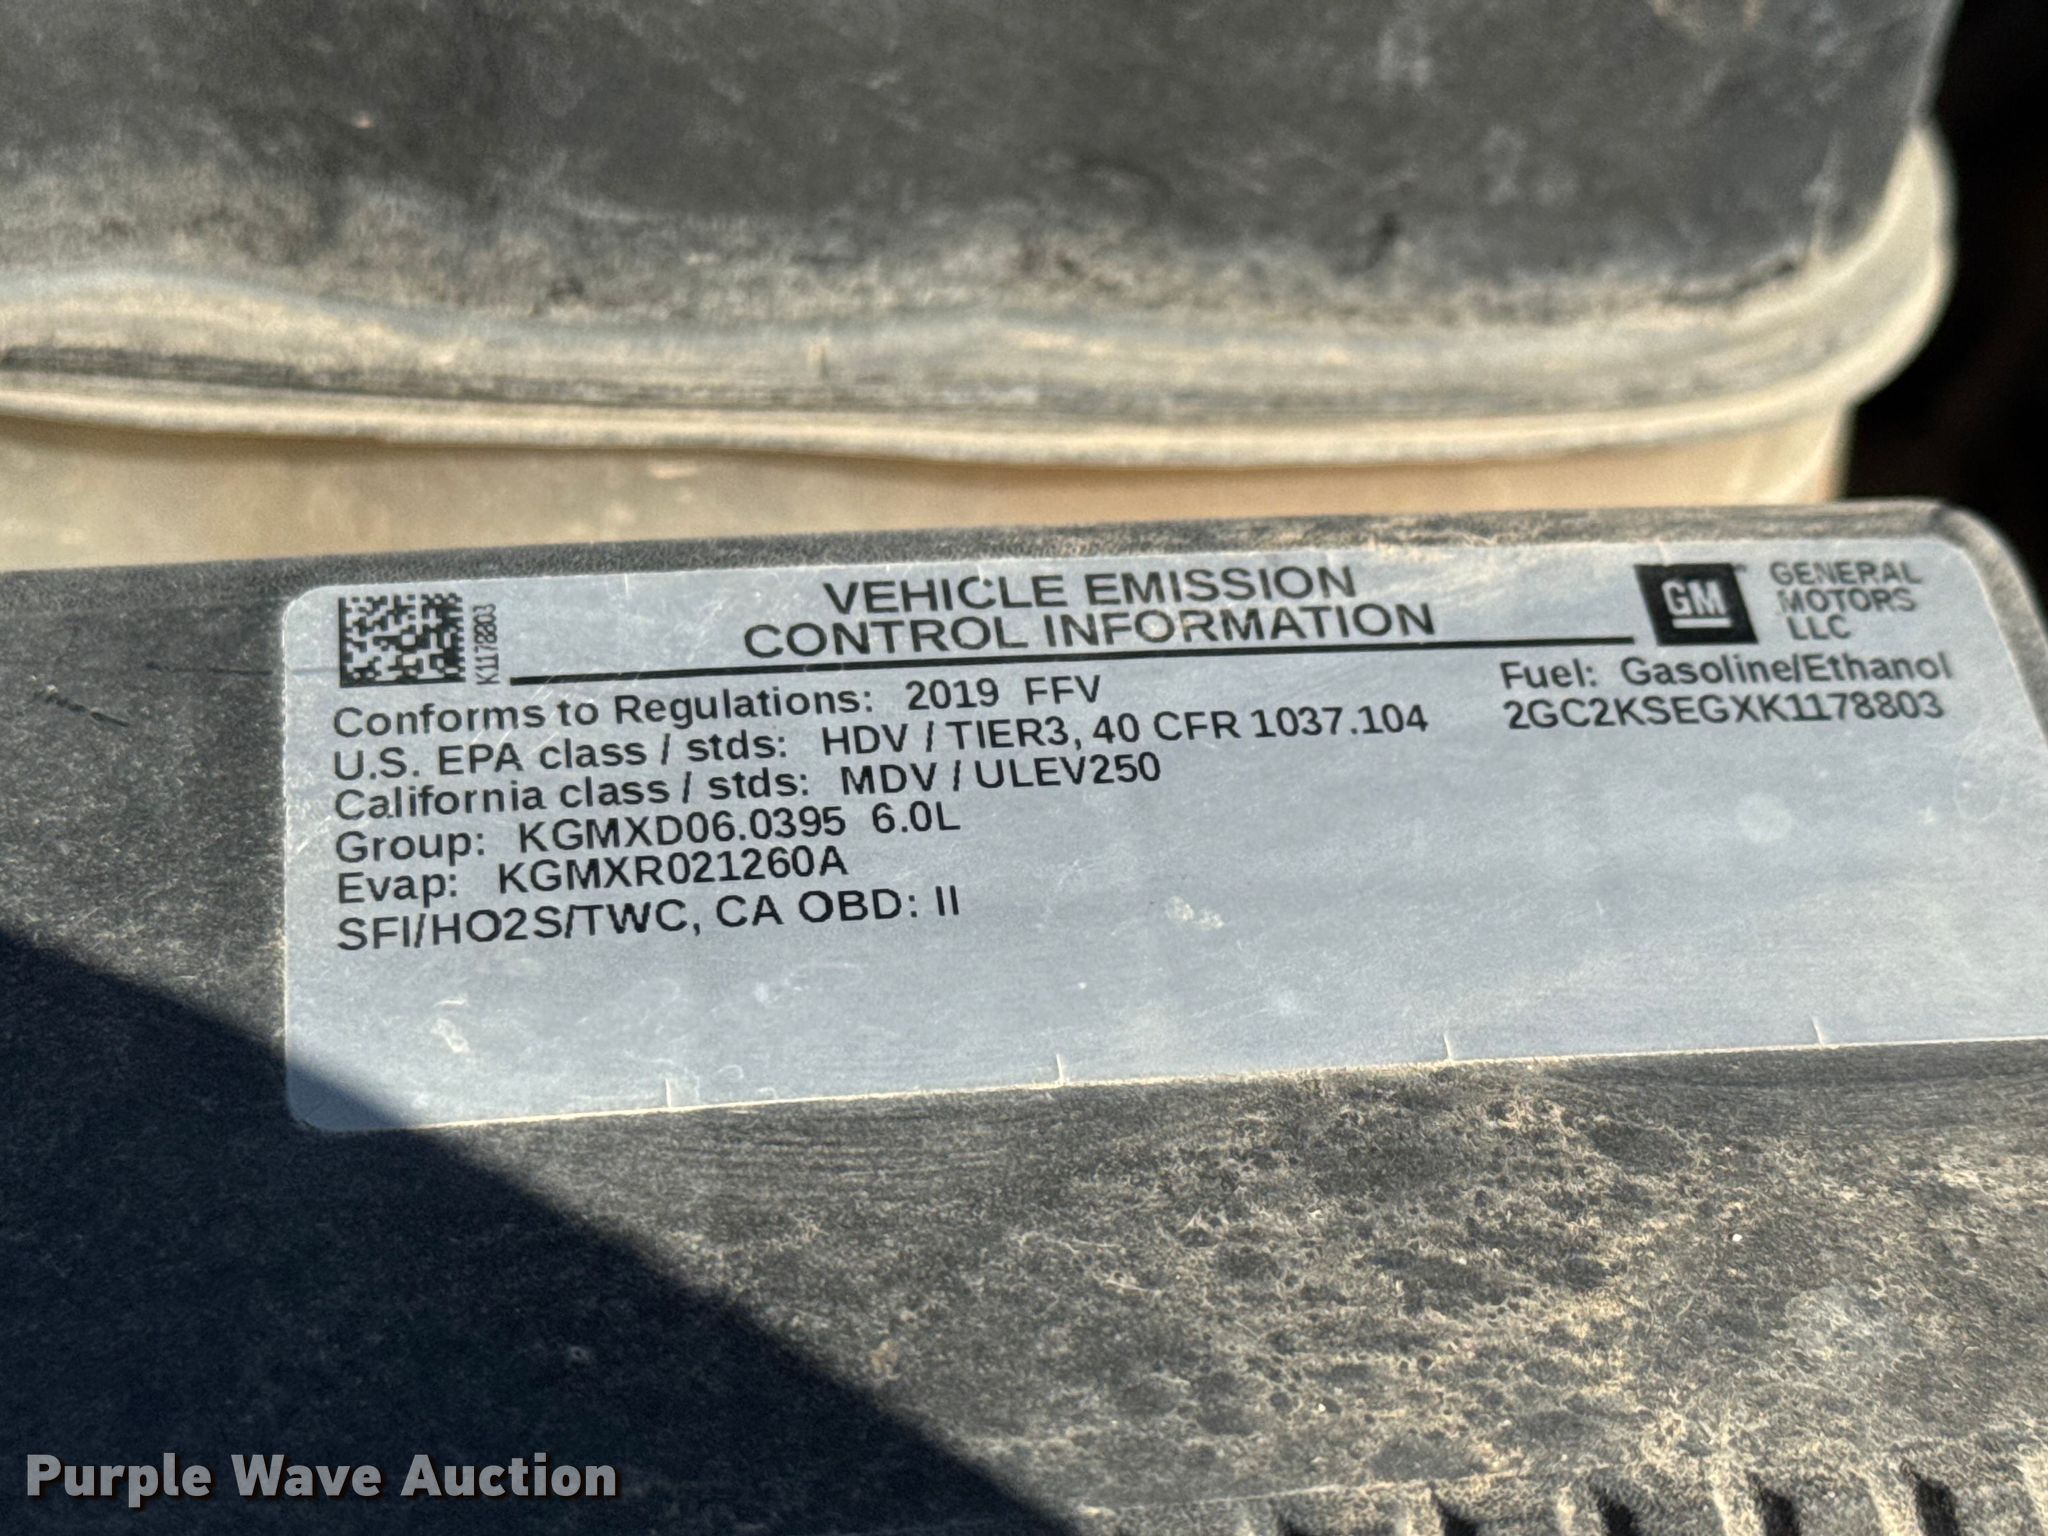 K1178803
VEHICLE EMISSION
CONTROL INFORMATION
GM
GENERAL
MOTORS
LLC
Conforms to Regulations: 2019 FFV
Fuel: Gasoline/Ethanol
U.S. EPA class / stds: HDV / TIER3, 40 CFR 1037.104
2GC2KSEGXK1178803
California class / stds: MDV / ULEV250
Group: KGMXD06.0395 6.0L
Evap: KGMXR021260A
SFI/HO2S/TWC, CA OBD: II
Purple Wave Auction